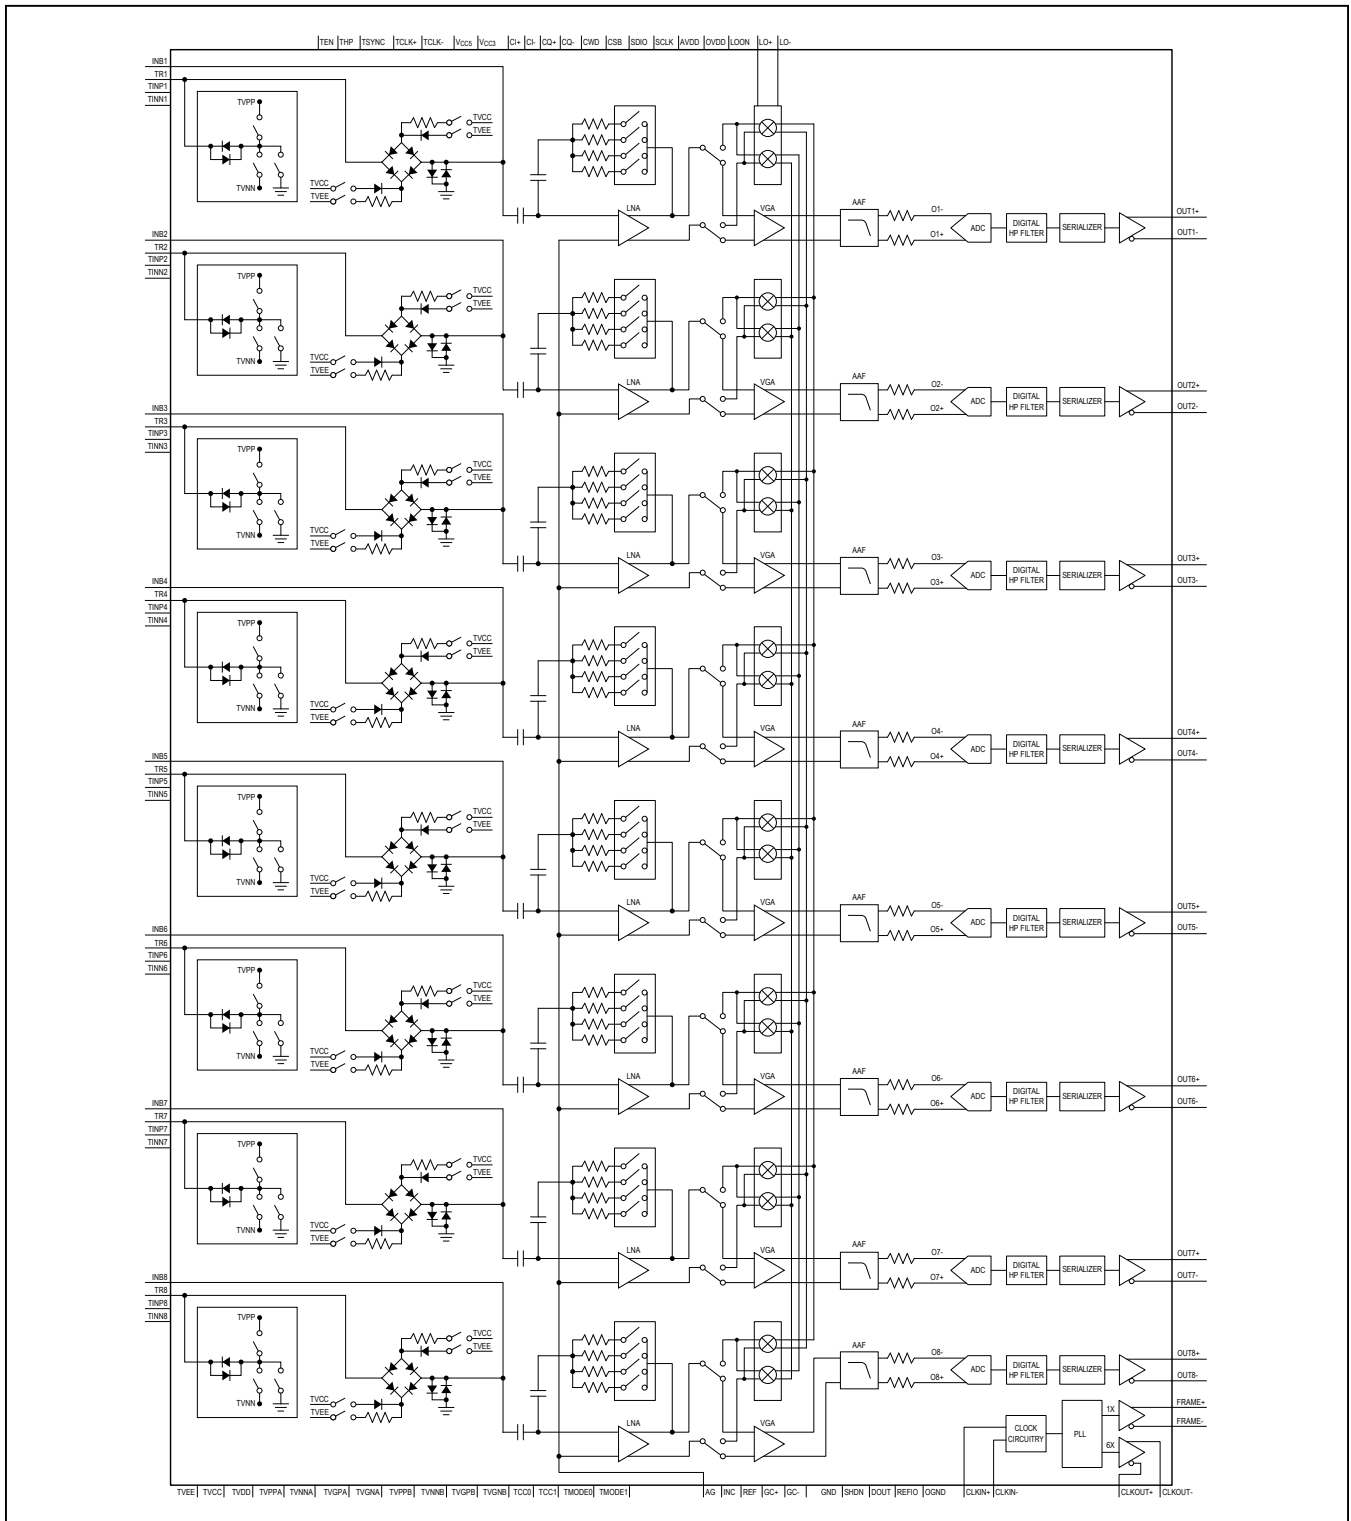 TEN THP TSYNC TCLK+ TCLK- VCC5 VCC3 CI+ CI- CQ+ CQ- CWD CSB SDIO SCLK AVDD OVDD LOON LO+ LO-
INB1
TR1
TINP1
TINN1
TVPP
TVNN
TVCC
TVEE
TVCC
TVEE
LNA
VGA
AAF
O1-
O1+
ADC
DIGITAL
HP FILTER
SERIALIZER
OUT1+
OUT1-
INB2
TR2
TINP2
TINN2
TVPP
TVNN
TVCC
TVEE
TVCC
TVEE
LNA
VGA
AAF
O2-
O2+
ADC
DIGITAL
HP FILTER
SERIALIZER
OUT2+
OUT2-
INB3
TR3
TINP3
TINN3
TVPP
TVNN
TVCC
TVEE
TVCC
TVEE
LNA
VGA
AAF
O3-
O3+
ADC
DIGITAL
HP FILTER
SERIALIZER
OUT3+
OUT3-
INB4
TR4
TINP4
TINN4
TVPP
TVNN
TVCC
TVEE
TVCC
TVEE
LNA
VGA
AAF
O4-
O4+
ADC
DIGITAL
HP FILTER
SERIALIZER
OUT4+
OUT4-
INB5
TR5
TINP5
TINN5
TVPP
TVNN
TVCC
TVEE
TVCC
TVEE
LNA
VGA
AAF
O5-
O5+
ADC
DIGITAL
HP FILTER
SERIALIZER
OUT5+
OUT5-
INB6
TR6
TINP6
TINN6
TVPP
TVNN
TVCC
TVEE
TVCC
TVEE
LNA
VGA
AAF
O6-
O6+
ADC
DIGITAL
HP FILTER
SERIALIZER
OUT6+
OUT6-
INB7
TR7
TINP7
TINN7
TVPP
TVNN
TVCC
TVEE
TVCC
TVEE
LNA
VGA
AAF
O7-
O7+
ADC
DIGITAL
HP FILTER
SERIALIZER
OUT7+
OUT7-
INB8
TR8
TINP8
TINN8
TVPP
TVNN
TVCC
TVEE
TVCC
TVEE
LNA
VGA
AAF
O8-
O8+
ADC
DIGITAL
HP FILTER
SERIALIZER
OUT8+
OUT8-
CLOCK
CIRCUITRY
PLL
1X
6X
FRAME+
FRAME-
TVEE TVCC TVDD TVPPA TVNNA TVGPA TVGNA TVPPB TVNNB TVGPB TVGNB TCC0 TCC1 TMODE0 TMODE1 AG INC REF GC+ GC- GND SHDN DOUT REFIO OGND CLKIN+ CLKIN- CLKOUT+ CLKOUT-